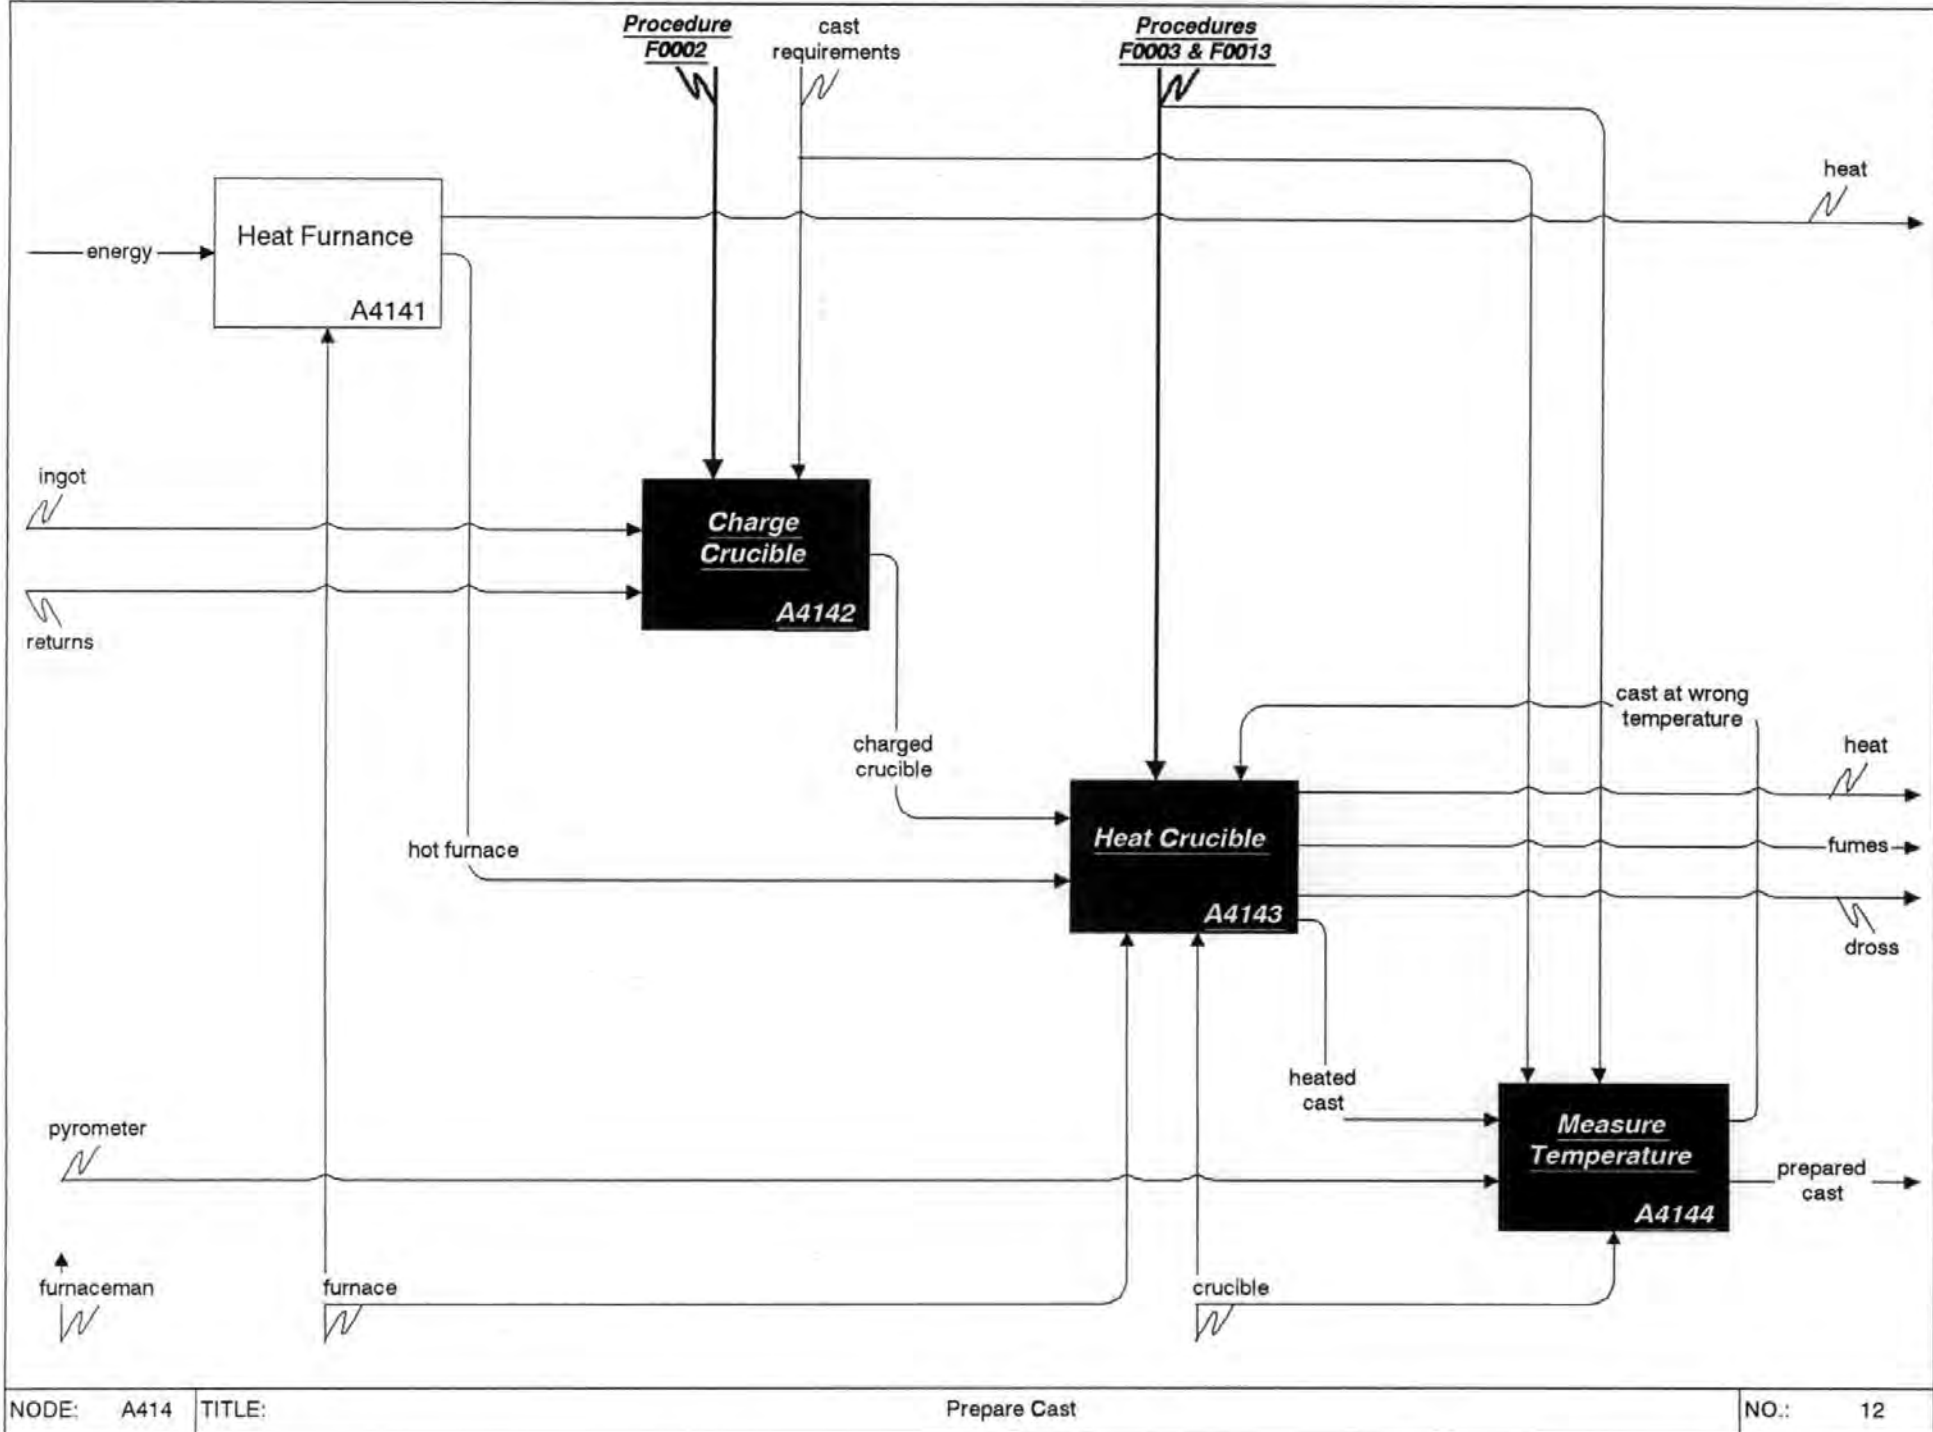 Procedure
F0002
cast
requirements
Procedures
F0003 & F0013
heat
energy
Heat Furnance
A4141
ingot
Charge
Crucible
A4142
returns
cast at wrong
temperature
charged
crucible
heat
Heat Crucible
hot furnace
fumes
A4143
dross
heated
cast
pyrometer
Measure
Temperature
prepared
cast
A4144
furnaceman
furnace
crucible
NODE: A414 TITLE: Prepare Cast NO.: 12